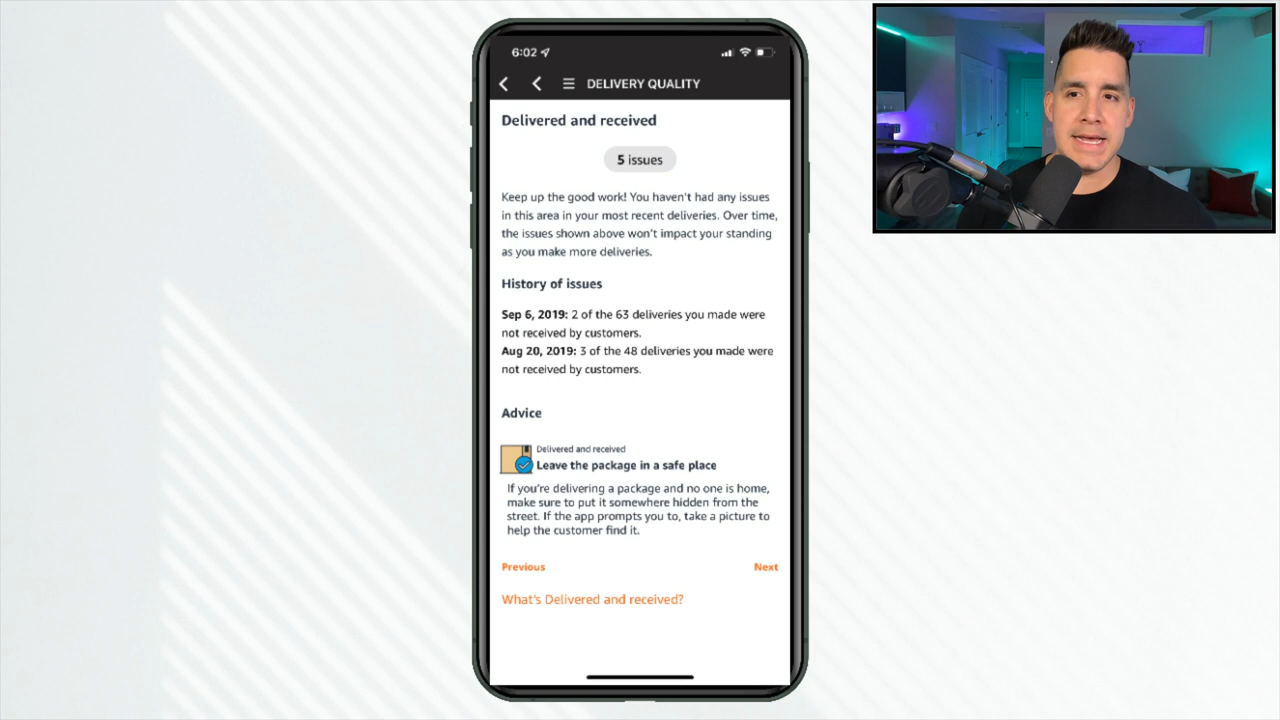 6:02
DELIVERY QUALITY
Delivered and received
5 issues
Keep up the good work! You haven't had any issues
in this area in your most recent deliveries. Over time,
the issues shown above won't impact your standing
as you make more deliveries.
History of issues
Sep 6, 2019: 2 of the 63 deliveries you made were
not received by customers.
Aug 20, 2019: 3 of the 48 deliveries you made were
not received by customers.
Advice
Delivered and received
Leave the package in a safe place
If you're delivering a package and no one is home,
make sure to put it somewhere hidden from the
street. If the app prompts you to, take a picture to
help the customer find it.
Previous
Next
What's Delivered and received?